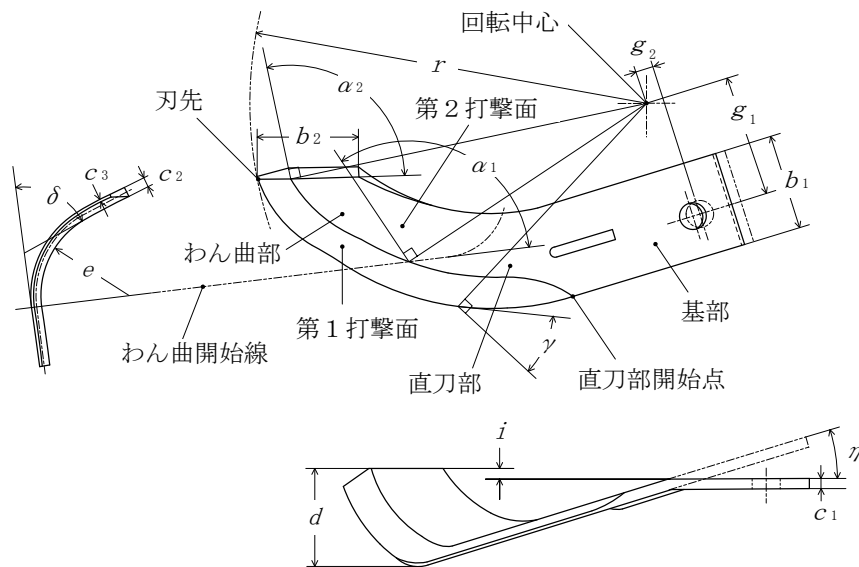 回転中心
g2
r
g1
刃先
α2
第２打撃面
b2
α1
b1
c3
c2
δ
わん曲部
e
第１打撃面
基部
わん曲開始線
γ
直刀部
直刀部開始点
i
η
d
c1